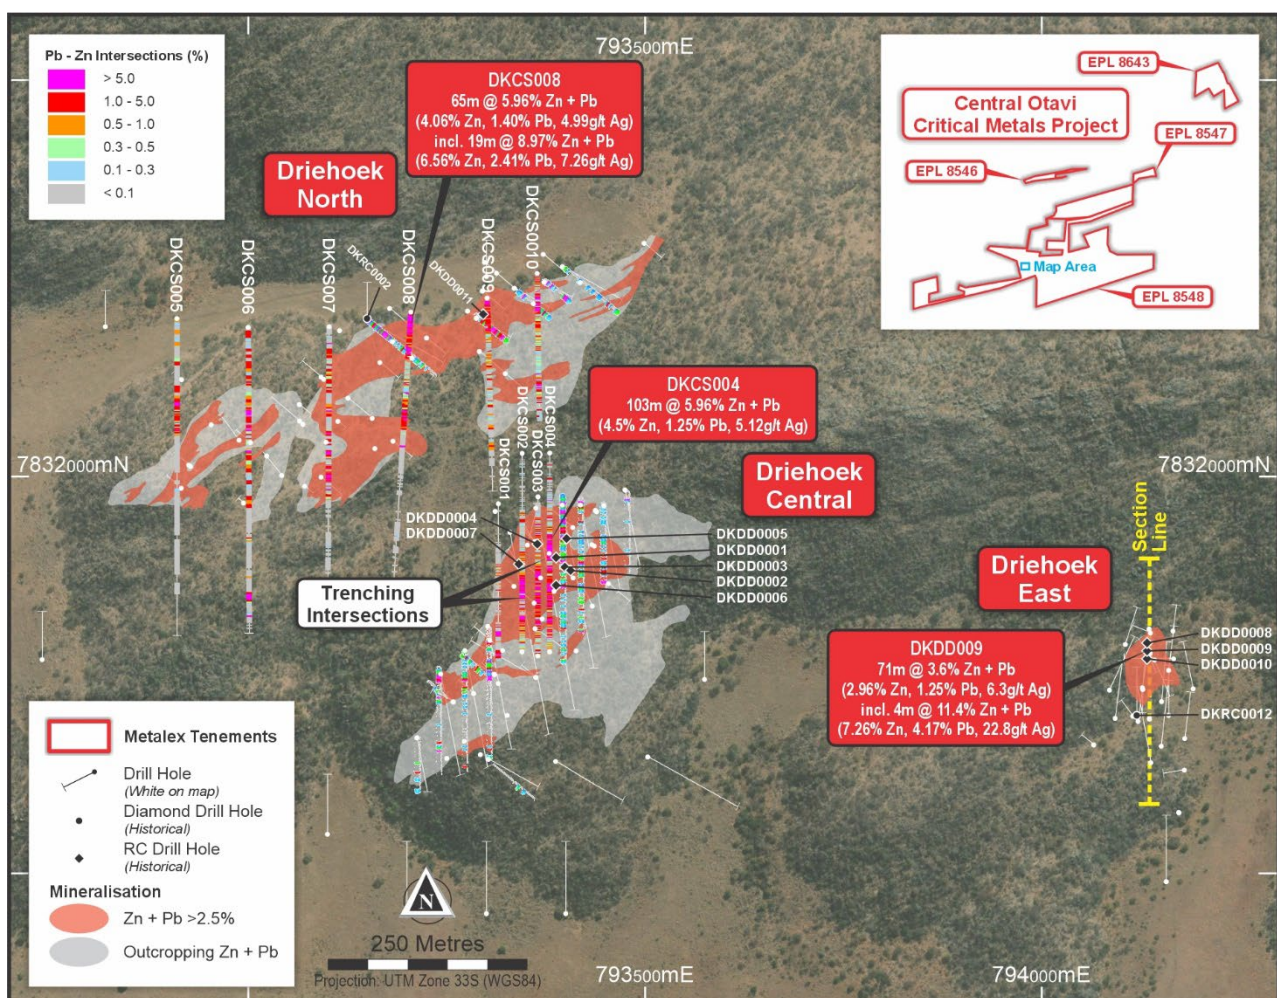 793500mE
Pb - Zn Intersections (%)
> 5.0
1.0 - 5.0
0.5 - 1.0
0.3 - 0.5
0.1 - 0.3
< 0.1
DKCS008
65m @ 5.96% Zn + Pb
(4.06% Zn, 1.40% Pb, 4.99g/t Ag)
incl. 19m @ 8.97% Zn + Pb
(6.56% Zn, 2.41% Pb, 7.26g/t Ag)
EPL 8643
Central Otavi
Critical Metals Project
EPL 8547
EPL 8546
Map Area
EPL 8548
Driehoek
North
DKCS005
DKCS006
DKCS007
DKRC0002
DKCS008
DKDD0011
DKCS009
DKCS0010
DKCS004
103m @ 5.96% Zn + Pb
(4.5% Zn, 1.25% Pb, 5.12g/t Ag)
DKCS001
DKCS002
DKCS003
DKCS004
7832000mN
7832000mN
Driehoek
Central
DKDD0004
DKDD0007
DKDD0005
DKDD0001
DKDD0003
DKDD0002
DKDD0006
Trenching
Intersections
Section
Line
Driehoek
East
DKDD009
71m @ 3.6% Zn + Pb
(2.96% Zn, 1.25% Pb, 6.3g/t Ag)
incl. 4m @ 11.4% Zn + Pb
(7.26% Zn, 4.17% Pb, 22.8g/t Ag)
DKDD0008
DKDD0009
DKDD0010
DKRC0012
Metalex Tenements
Drill Hole
(White on map)
Diamond Drill Hole
(Historical)
RC Drill Hole
(Historical)
Mineralisation
Zn + Pb >2.5%
Outcropping Zn + Pb
N
250 Metres
Projection: UTM Zone 33S (WGS84)
793500mE
794000mE